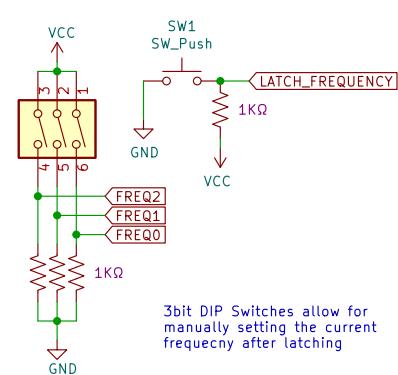 VCC
SW1
SW_Push
3
2
1
LATCH_FREQUENCY
1KΩ
GND
VCC
4
5
6
FREQ2
FREQ1
FREQ0
1KΩ
3bit DIP Switches allow for
manually setting the current
frequecny after latching
GND